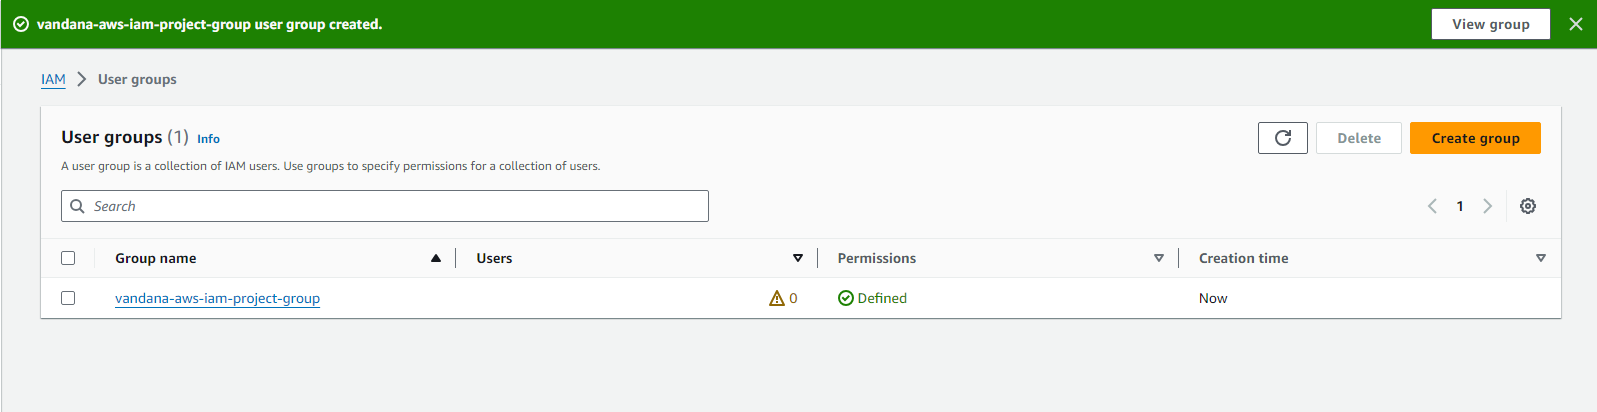 vandana-aws-iam-project-group user group created.
View group
IAM
User groups
User groups (1) Info
Delete
Create group
A user group is a collection of IAM users. Use groups to specify permissions for a collection of users.
Search
1
Group name
Users
Permissions
Creation time
vandana-aws-iam-project-group
0
Defined
Now